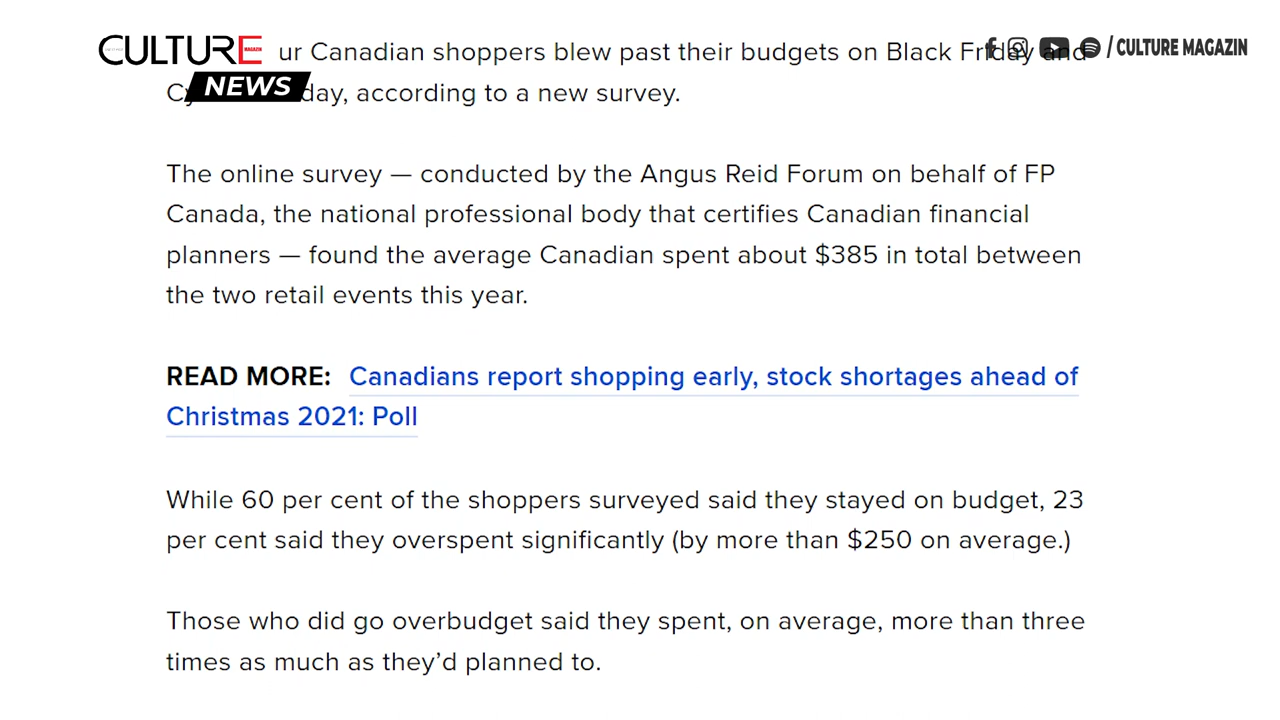 CULTURE MAGAZIN
NEWS
/ CULTURE MAGAZIN
ur Canadian shoppers blew past their budgets on Black Friday and
day, according to a new survey.
The online survey — conducted by the Angus Reid Forum on behalf of FP
Canada, the national professional body that certifies Canadian financial
planners — found the average Canadian spent about $385 in total between
the two retail events this year.
READ MORE: Canadians report shopping early, stock shortages ahead of
Christmas 2021: Poll
While 60 per cent of the shoppers surveyed said they stayed on budget, 23
per cent said they overspent significantly (by more than $250 on average.)
Those who did go overbudget said they spent, on average, more than three
times as much as they’d planned to.